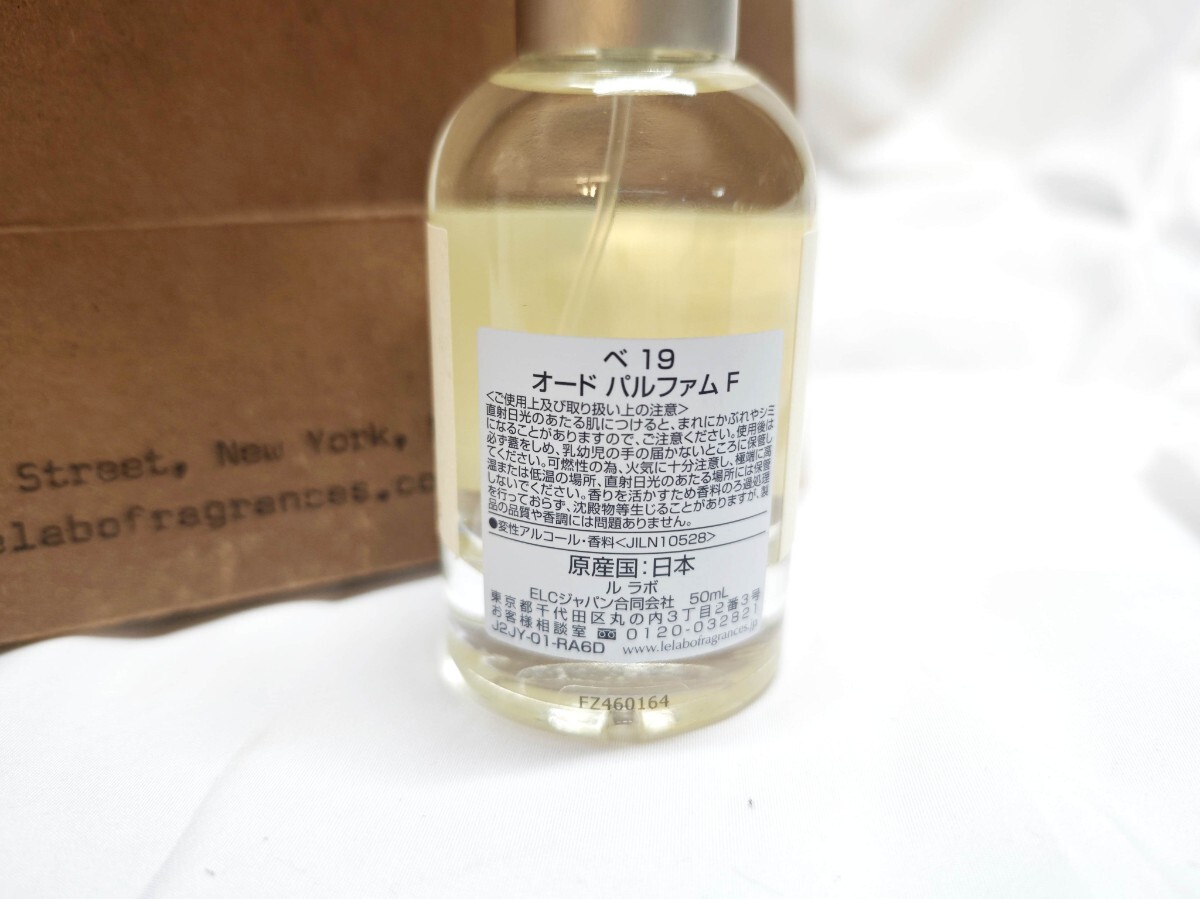 Street, New York,
elabofragrances.co
ベ 19
オード パルファム F
<ご使用上及び取り扱い上の注意>
直射日光のあたる肌につけると、まれにかぶれやシミ
になることがありますので、ご注意ください。使用後は
必ず蓋をしめ、乳幼児の手の届かないところに保管し
てください。可燃性の為、火気に十分注意し、極端に高
温または低温の場所、直射日光のあたる場所には保管
しないでください。香りを活かすため香料のろ過処理
を行っておらず、沈殿物等生じることがありますが、製
品の品質や香調には問題ありません。
●変性アルコール・香料<JILN10528>
原産国:日本
ル ラボ
ELCジャパン合同会社 50mL
東京都千代田区丸の内3丁目2番3号
お客様相談室 0120-032821
J2JY-01-RA6D www.lelabofragrances.jp
FZ460164